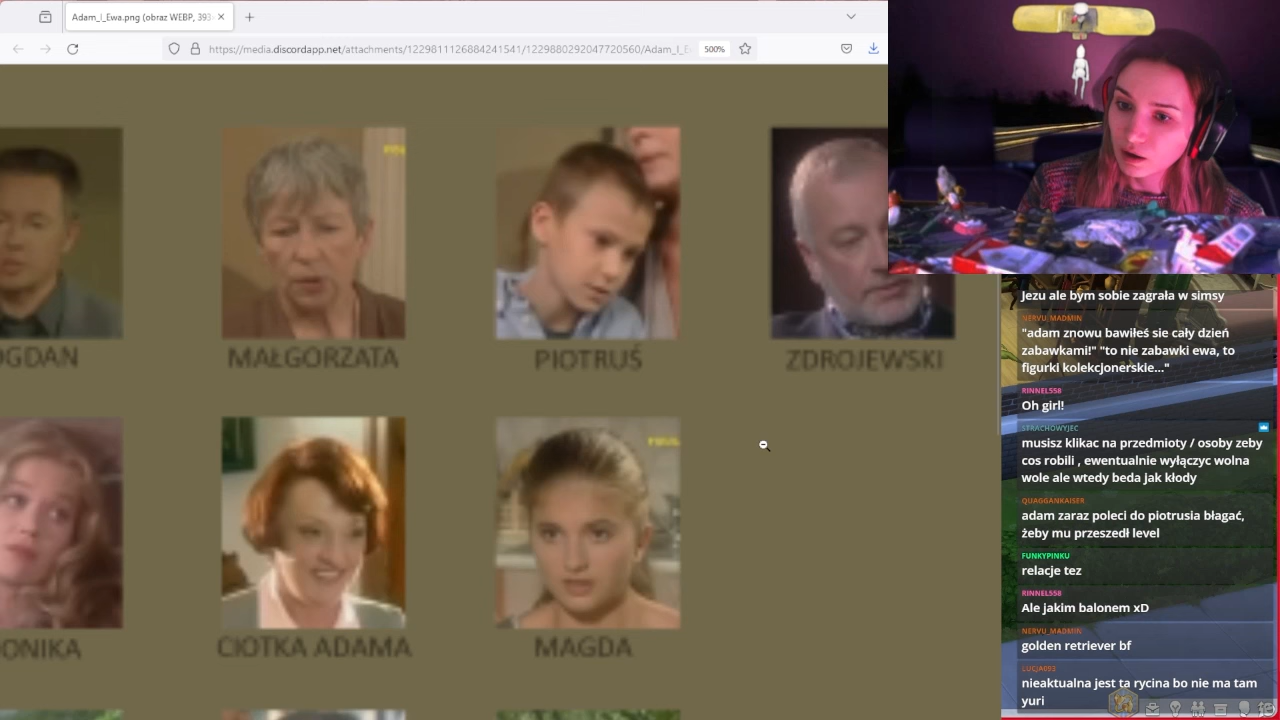 Adam_i_Ewa.png (obraz WEBP, 393
https://media.discordapp.net/attachments/1229811126884241541/1229880292047720560/Adam_I_E
500%
OGDAN
MAŁGORZATA
PIOTRUŚ
ZDROJEWSKI
ONIKA
CIOTKA ADAMA
MAGDA
Jezu ale bym sobie zagrała w simsy
NERVU_MADMIN
"adam znowu bawiłeś sie cały dzień
zabawkami!" "to nie zabawki ewa, to
figurki kolekcjonerskie..."
RINNEL558
Oh girl!
STRACHOWYJEC
musisz klikac na przedmioty / osoby zeby
cos robili , ewentualnie wyłączyc wolna
wole ale wtedy beda jak kłody
QUAGGANKAISER
adam zaraz poleci do piotrusia błagać,
żeby mu przeszedł level
FUNKYPINKU
relacje tez
RINNEL558
Ale jakim balonem xD
NERVU_MADMIN
golden retriever bf
LUCJA093
nieaktualna jest ta rycina bo nie ma tam
yuri